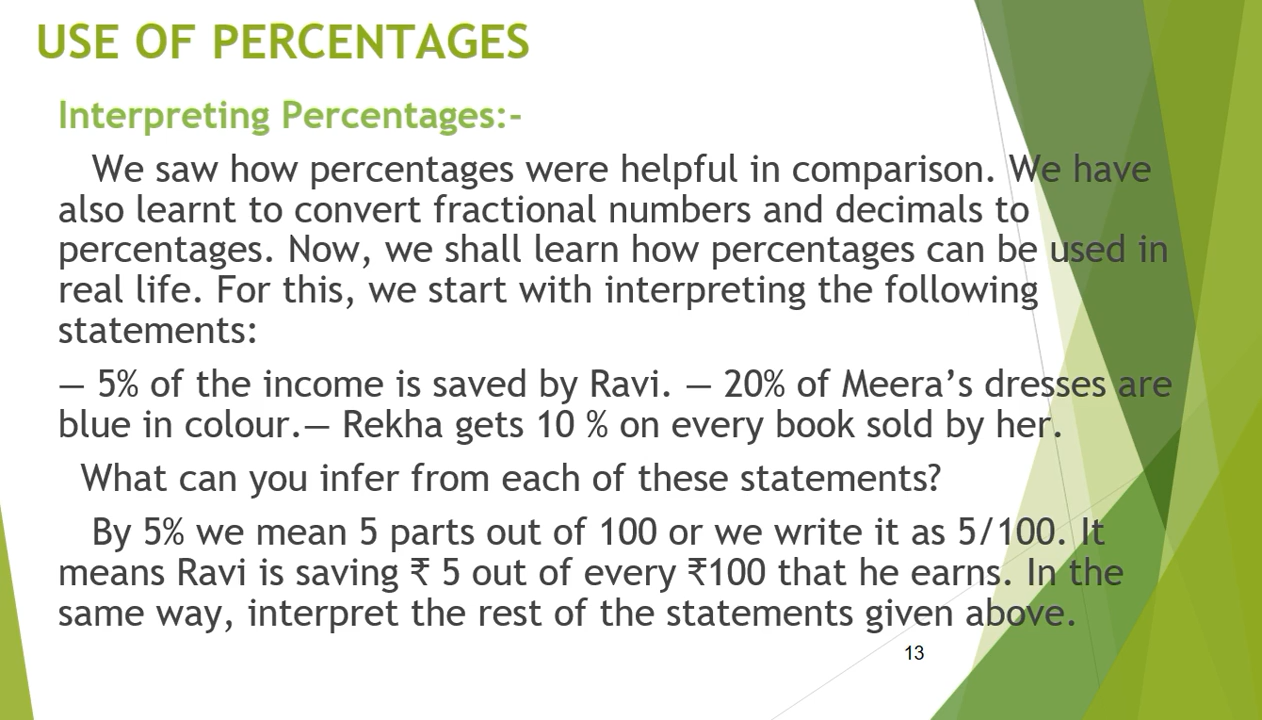 USE OF PERCENTAGES
Interpreting Percentages:-
We saw how percentages were helpful in comparison. We have
also learnt to convert fractional numbers and decimals to
percentages. Now, we shall learn how percentages can be used in
real life. For this, we start with interpreting the following
statements:
— 5% of the income is saved by Ravi. — 20% of Meera’s dresses are
blue in colour.— Rekha gets 10 % on every book sold by her.
What can you infer from each of these statements?
By 5% we mean 5 parts out of 100 or we write it as 5/100. It
means Ravi is saving ₹ 5 out of every ₹100 that he earns. In the
same way, interpret the rest of the statements given above.
13